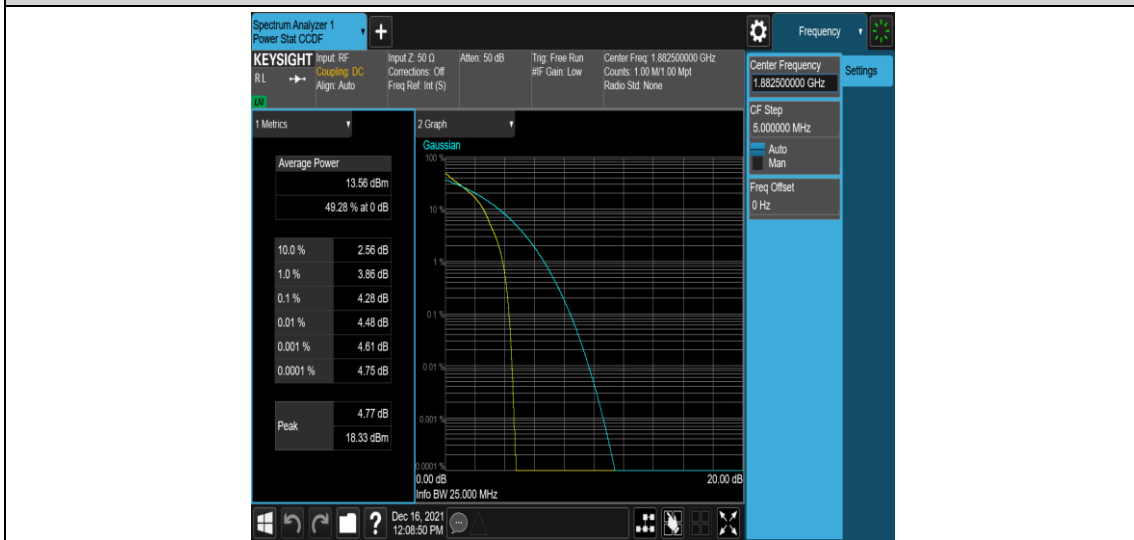 Spectrum Analyzer 1
Power Stat CCDF
+
Frequency
KEYSIGHT
RL
LXI
Input: RF
Coupling: DC
Align: Auto
Input Z: 50 Ω
Corrections: Off
Freq Ref: Int (S)
Atten: 50 dB
Trig: Free Run
#IF Gain: Low
Center Freq: 1.882500000 GHz
Counts: 1.00 M/1.00 Mpt
Radio Std: None
Center Frequency
1.882500000 GHz
Settings
CF Step
5.000000 MHz
Auto
Man
Freq Offset
0 Hz
1 Metrics
Average Power
13.56 dBm
49.28 % at 0 dB
10.0 % 2.56 dB
1.0 % 3.86 dB
0.1 % 4.28 dB
0.01 % 4.48 dB
0.001 % 4.61 dB
0.0001 % 4.75 dB
Peak
4.77 dB
18.33 dBm
2 Graph
Gaussian
100 %
10 %
1 %
0.1 %
0.01 %
0.001 %
0.0001 %
0.00 dB
20.00 dB
Info BW 25.000 MHz
?
Dec 16, 2021
12:08:50 PM